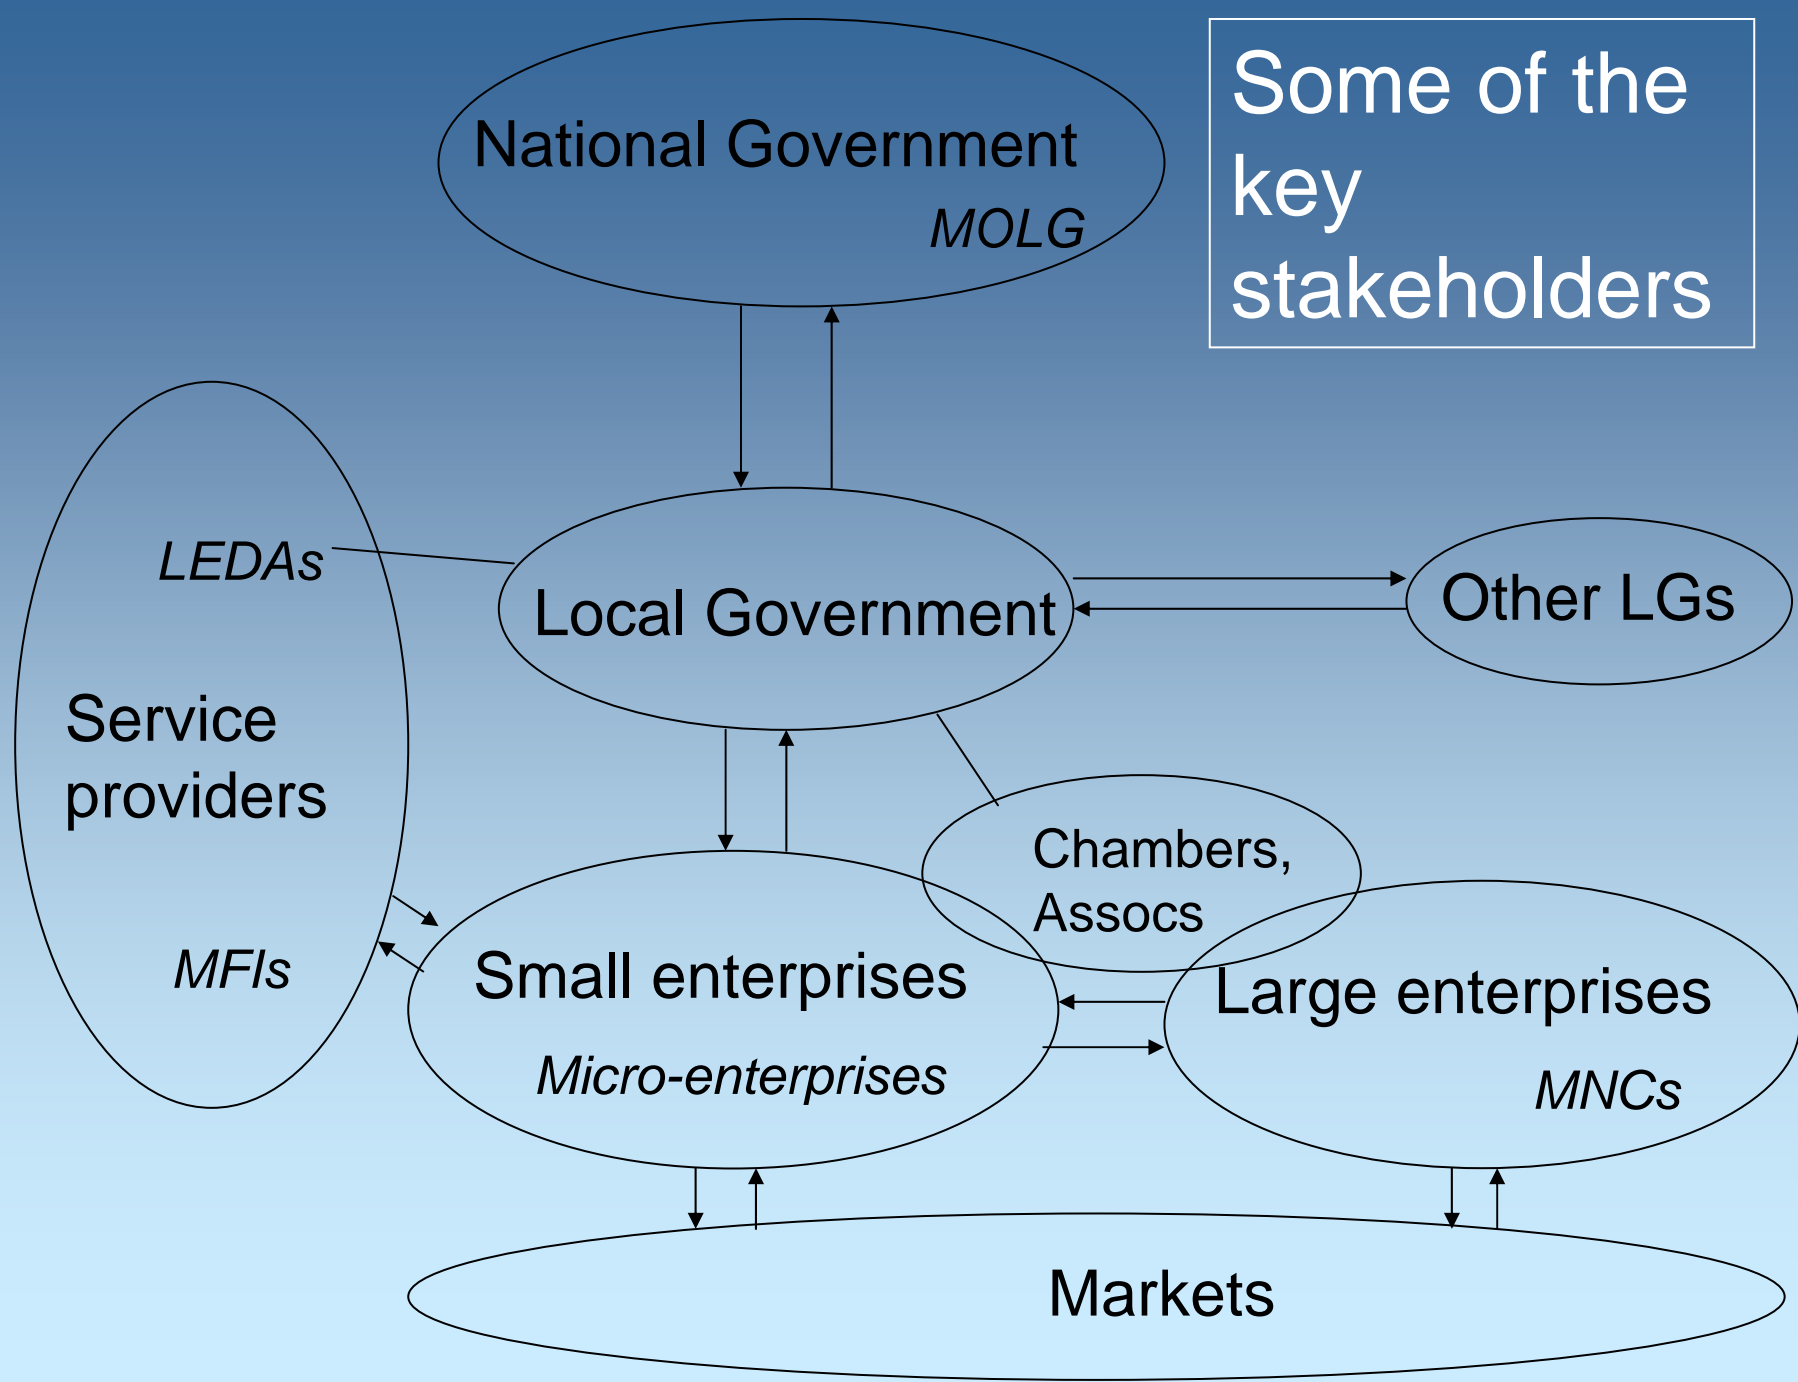 Some of the
key
stakeholders
National Government
MOLG
LEDAs
Local Government
Other LGs
Service
providers
Chambers,
Assocs
MFIs
Small enterprises
Micro-enterprises
Large enterprises
MNCs
Markets